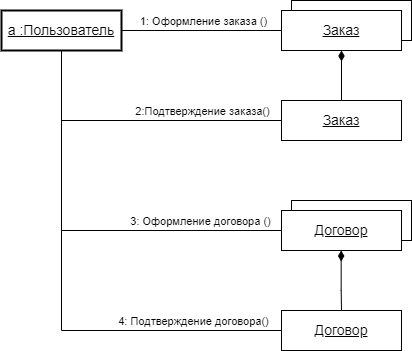 1: Оформление заказа ()
а :Пользователь
Заказ
2:Подтверждение заказа()
Заказ
3: Оформление договора ()
Договор
4: Подтверждение договора()
Договор